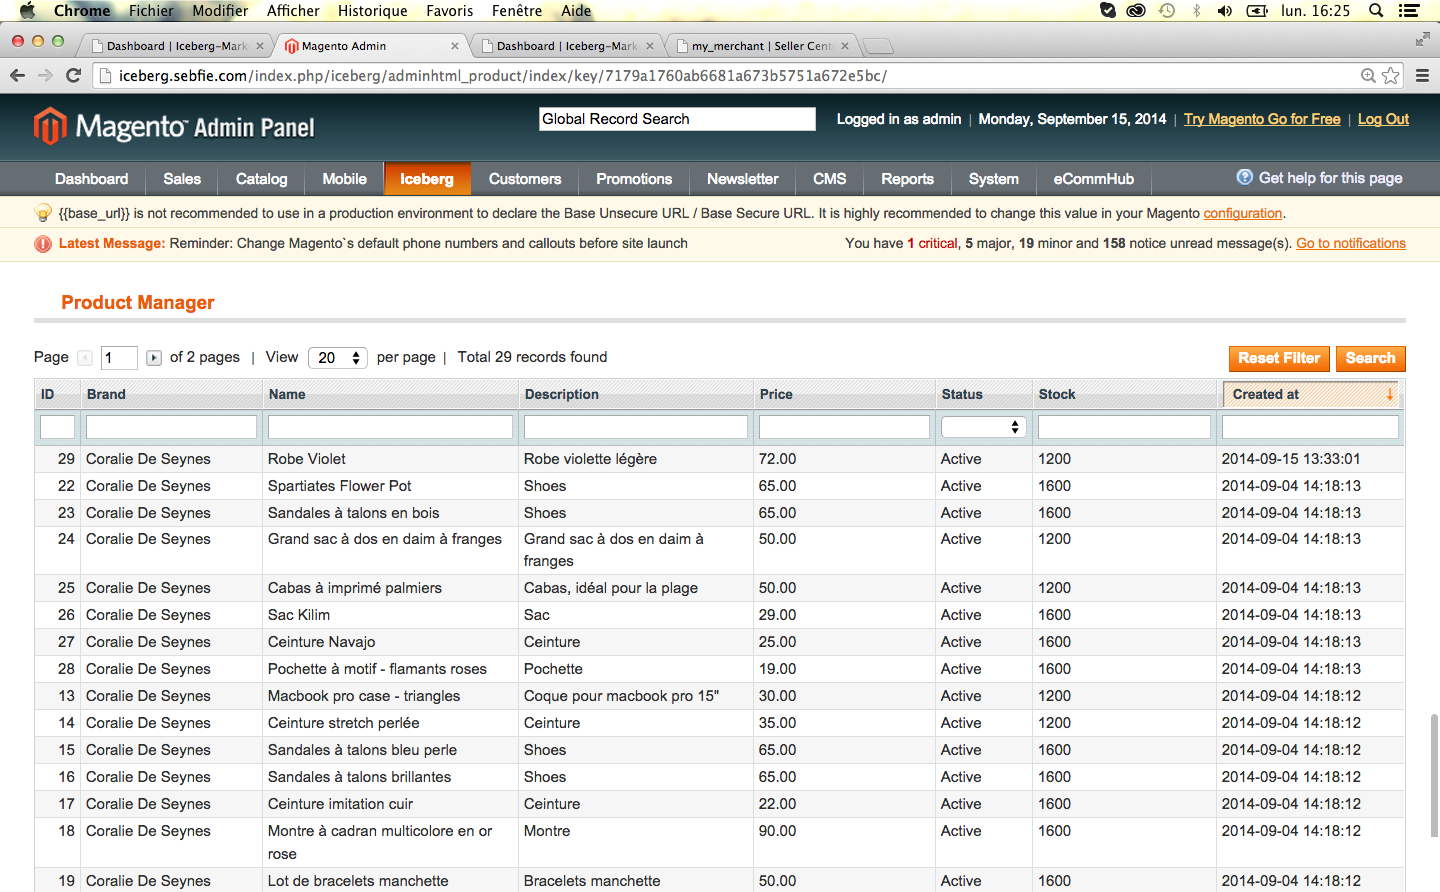 Chrome Fichier Modifier Afficher Historique Favoris Fenêtre Aide lun. 16:25
Dashboard | Iceberg-Mark Magento Admin Dashboard | Iceberg-Mark my_merchant | Seller Cent
iceberg.sebfie.com/index.php/iceberg/adminhtml_product/index/key/7179a1760ab6681a673b5751a672e5bc/
Magento™ Admin Panel Global Record Search Logged in as admin | Monday, September 15, 2014 | Try Magento Go for Free | Log Out
Dashboard Sales Catalog Mobile Iceberg Customers Promotions Newsletter CMS Reports System eCommHub Get help for this page
{{base_url}} is not recommended to use in a production environment to declare the Base Unsecure URL / Base Secure URL. It is highly recommended to change this value in your Magento configuration.
Latest Message: Reminder: Change Magento`s default phone numbers and callouts before site launch You have 1 critical, 5 major, 19 minor and 158 notice unread message(s). Go to notifications
Product Manager
Page 1 of 2 pages | View 20 per page | Total 29 records found Reset Filter Search
ID Brand Name Description Price Status Stock Created at
29 Coralie De Seynes Robe Violet Robe violette légère 72.00 Active 1200 2014-09-15 13:33:01
22 Coralie De Seynes Spartiates Flower Pot Shoes 65.00 Active 1600 2014-09-04 14:18:13
23 Coralie De Seynes Sandales à talons en bois Shoes 65.00 Active 1600 2014-09-04 14:18:13
24 Coralie De Seynes Grand sac à dos en daim à franges Grand sac à dos en daim à 50.00 Active 1200 2014-09-04 14:18:13
franges
25 Coralie De Seynes Cabas à imprimé palmiers Cabas, idéal pour la plage 50.00 Active 1200 2014-09-04 14:18:13
26 Coralie De Seynes Sac Kilim Sac 29.00 Active 1600 2014-09-04 14:18:13
27 Coralie De Seynes Ceinture Navajo Ceinture 25.00 Active 1600 2014-09-04 14:18:13
28 Coralie De Seynes Pochette à motif - flamants roses Pochette 19.00 Active 1600 2014-09-04 14:18:13
13 Coralie De Seynes Macbook pro case - triangles Coque pour macbook pro 15" 30.00 Active 1200 2014-09-04 14:18:12
14 Coralie De Seynes Ceinture stretch perlée Ceinture 35.00 Active 1200 2014-09-04 14:18:12
15 Coralie De Seynes Sandales à talons bleu perle Shoes 65.00 Active 1600 2014-09-04 14:18:12
16 Coralie De Seynes Sandales à talons brillantes Shoes 65.00 Active 1600 2014-09-04 14:18:12
17 Coralie De Seynes Ceinture imitation cuir Ceinture 22.00 Active 1600 2014-09-04 14:18:12
18 Coralie De Seynes Montre à cadran multicolore en or Montre 90.00 Active 1600 2014-09-04 14:18:12
rose
19 Coralie De Seynes Lot de bracelets manchette Bracelets manchette 50.00 Active 1600 2014-09-04 14:18:12